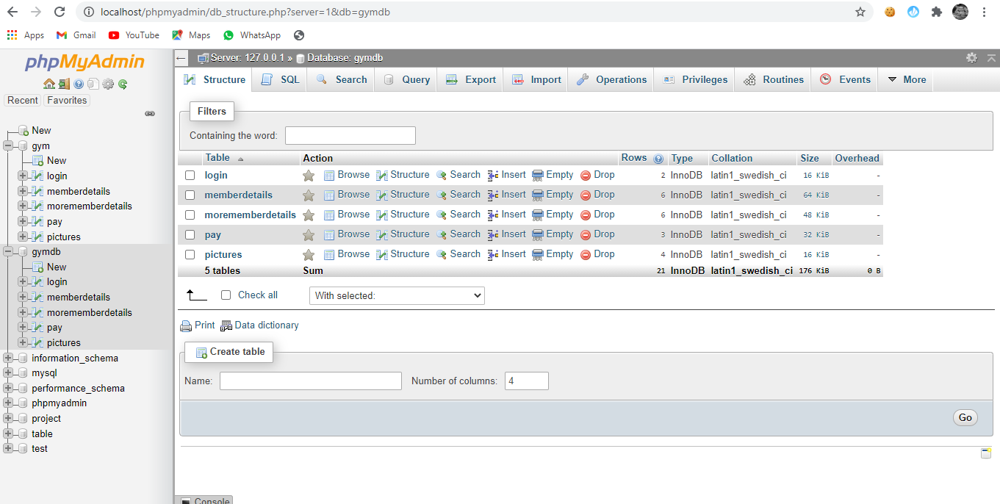 localhost/phpmyadmin/db_structure.php?server=1&db=gymdb
Apps Gmail YouTube Maps WhatsApp
phpMyAdmin
Recent Favorites
New
gym
New
login
memberdetails
morememberdetails
pay
pictures
gymdb
New
login
memberdetails
morememberdetails
pay
pictures
information_schema
mysql
performance_schema
phpmyadmin
project
table
test
Server: 127.0.0.1 » Database: gymdb
Structure SQL Search Query Export Import Operations Privileges Routines Events More
Filters
Containing the word:
Table Action Rows Type Collation Size Overhead
login Browse Structure Search Insert Empty Drop 2 InnoDB latin1_swedish_ci 16 KiB -
memberdetails Browse Structure Search Insert Empty Drop 6 InnoDB latin1_swedish_ci 64 KiB -
morememberdetails Browse Structure Search Insert Empty Drop 6 InnoDB latin1_swedish_ci 48 KiB -
pay Browse Structure Search Insert Empty Drop 3 InnoDB latin1_swedish_ci 32 KiB -
pictures Browse Structure Search Insert Empty Drop 4 InnoDB latin1_swedish_ci 16 KiB -
5 tables Sum 21 InnoDB latin1_swedish_ci 176 KiB 0 B
Check all With selected:
Print Data dictionary
Create table
Name: Number of columns: 4
Go
Console